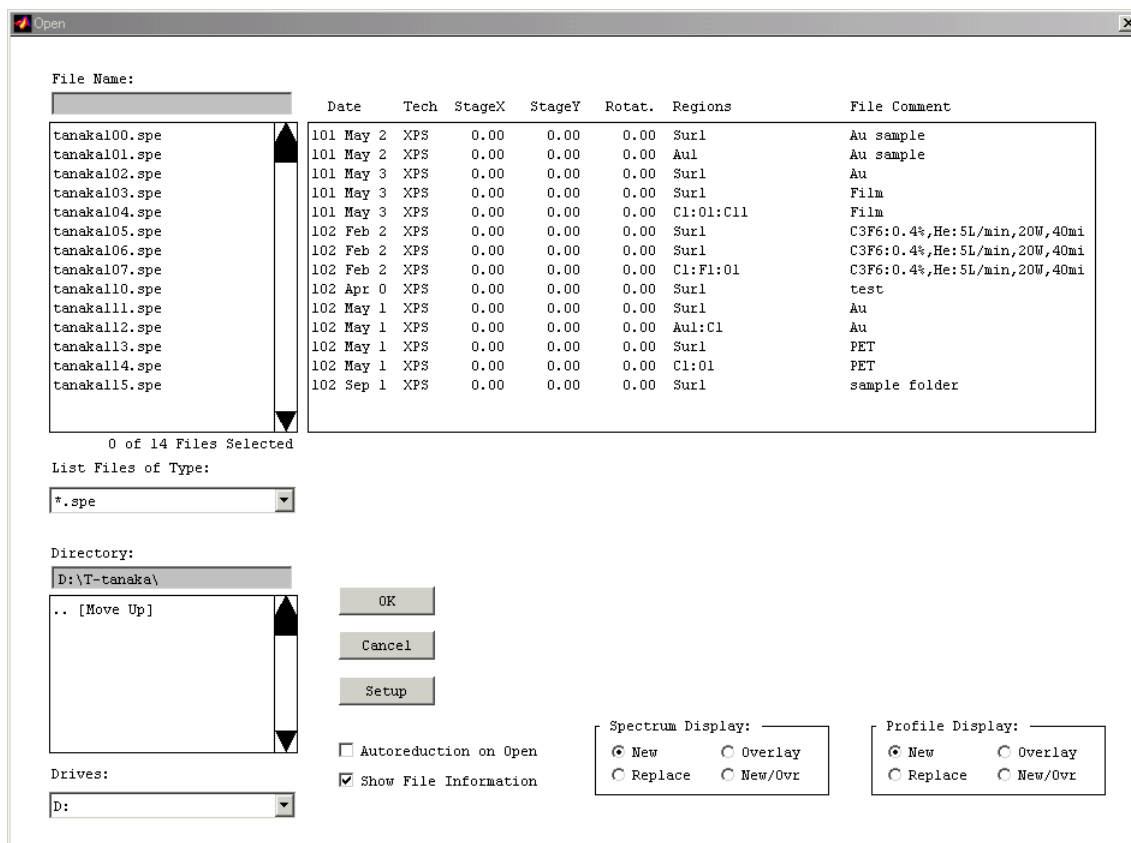 Open
File Name:
Date Tech StageX StageY Rotat. Regions File Comment
tanaka100.spe 101 May 2 XPS 0.00 0.00 0.00 Sur1 Au sample
tanaka101.spe 101 May 2 XPS 0.00 0.00 0.00 Au1 Au sample
tanaka102.spe 101 May 3 XPS 0.00 0.00 0.00 Sur1 Au
tanaka103.spe 101 May 3 XPS 0.00 0.00 0.00 Sur1 Film
tanaka104.spe 101 May 3 XPS 0.00 0.00 0.00 C1:O1:Cl1 Film
tanaka105.spe 102 Feb 2 XPS 0.00 0.00 0.00 Sur1 C3F6:0.4%,He:5L/min,20W,40mi
tanaka106.spe 102 Feb 2 XPS 0.00 0.00 0.00 Sur1 C3F6:0.4%,He:5L/min,20W,40mi
tanaka107.spe 102 Feb 2 XPS 0.00 0.00 0.00 C1:F1:O1 C3F6:0.4%,He:5L/min,20W,40mi
tanaka110.spe 102 Apr 0 XPS 0.00 0.00 0.00 Sur1 test
tanaka111.spe 102 May 1 XPS 0.00 0.00 0.00 Sur1 Au
tanaka112.spe 102 May 1 XPS 0.00 0.00 0.00 Au1:C1 Au
tanaka113.spe 102 May 1 XPS 0.00 0.00 0.00 Sur1 PET
tanaka114.spe 102 May 1 XPS 0.00 0.00 0.00 C1:O1 PET
tanaka115.spe 102 Sep 1 XPS 0.00 0.00 0.00 Sur1 sample folder
0 of 14 Files Selected
List Files of Type:
*.spe
Directory:
D:\T-tanaka\
.. [Move Up]
OK
Cancel
Setup
Autoreduction on Open
Show File Information
Drives:
D:
Spectrum Display:
New Overlay
Replace New/Ovr
Profile Display:
New Overlay
Replace New/Ovr